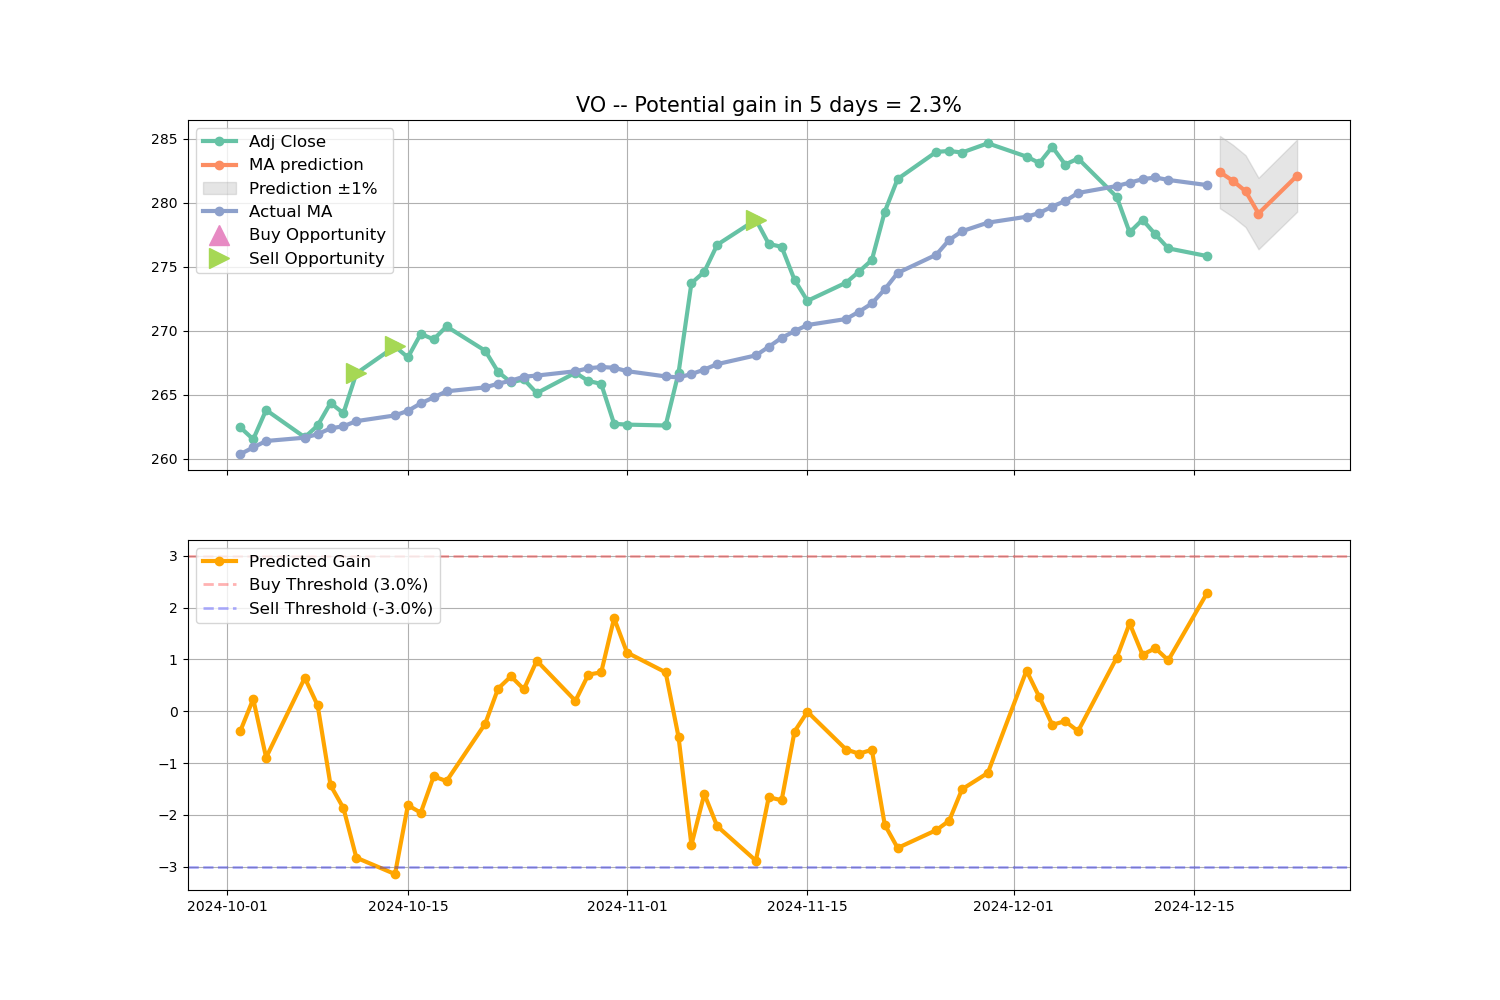 VO -- Potential gain in 5 days = 2.3%
285
280
275
270
265
260
Adj Close
MA prediction
Prediction ±1%
Actual MA
Buy Opportunity
Sell Opportunity
3
2
1
0
−1
−2
−3
Predicted Gain
Buy Threshold (3.0%)
Sell Threshold (-3.0%)
2024-10-01 2024-10-15 2024-11-01 2024-11-15 2024-12-01 2024-12-15